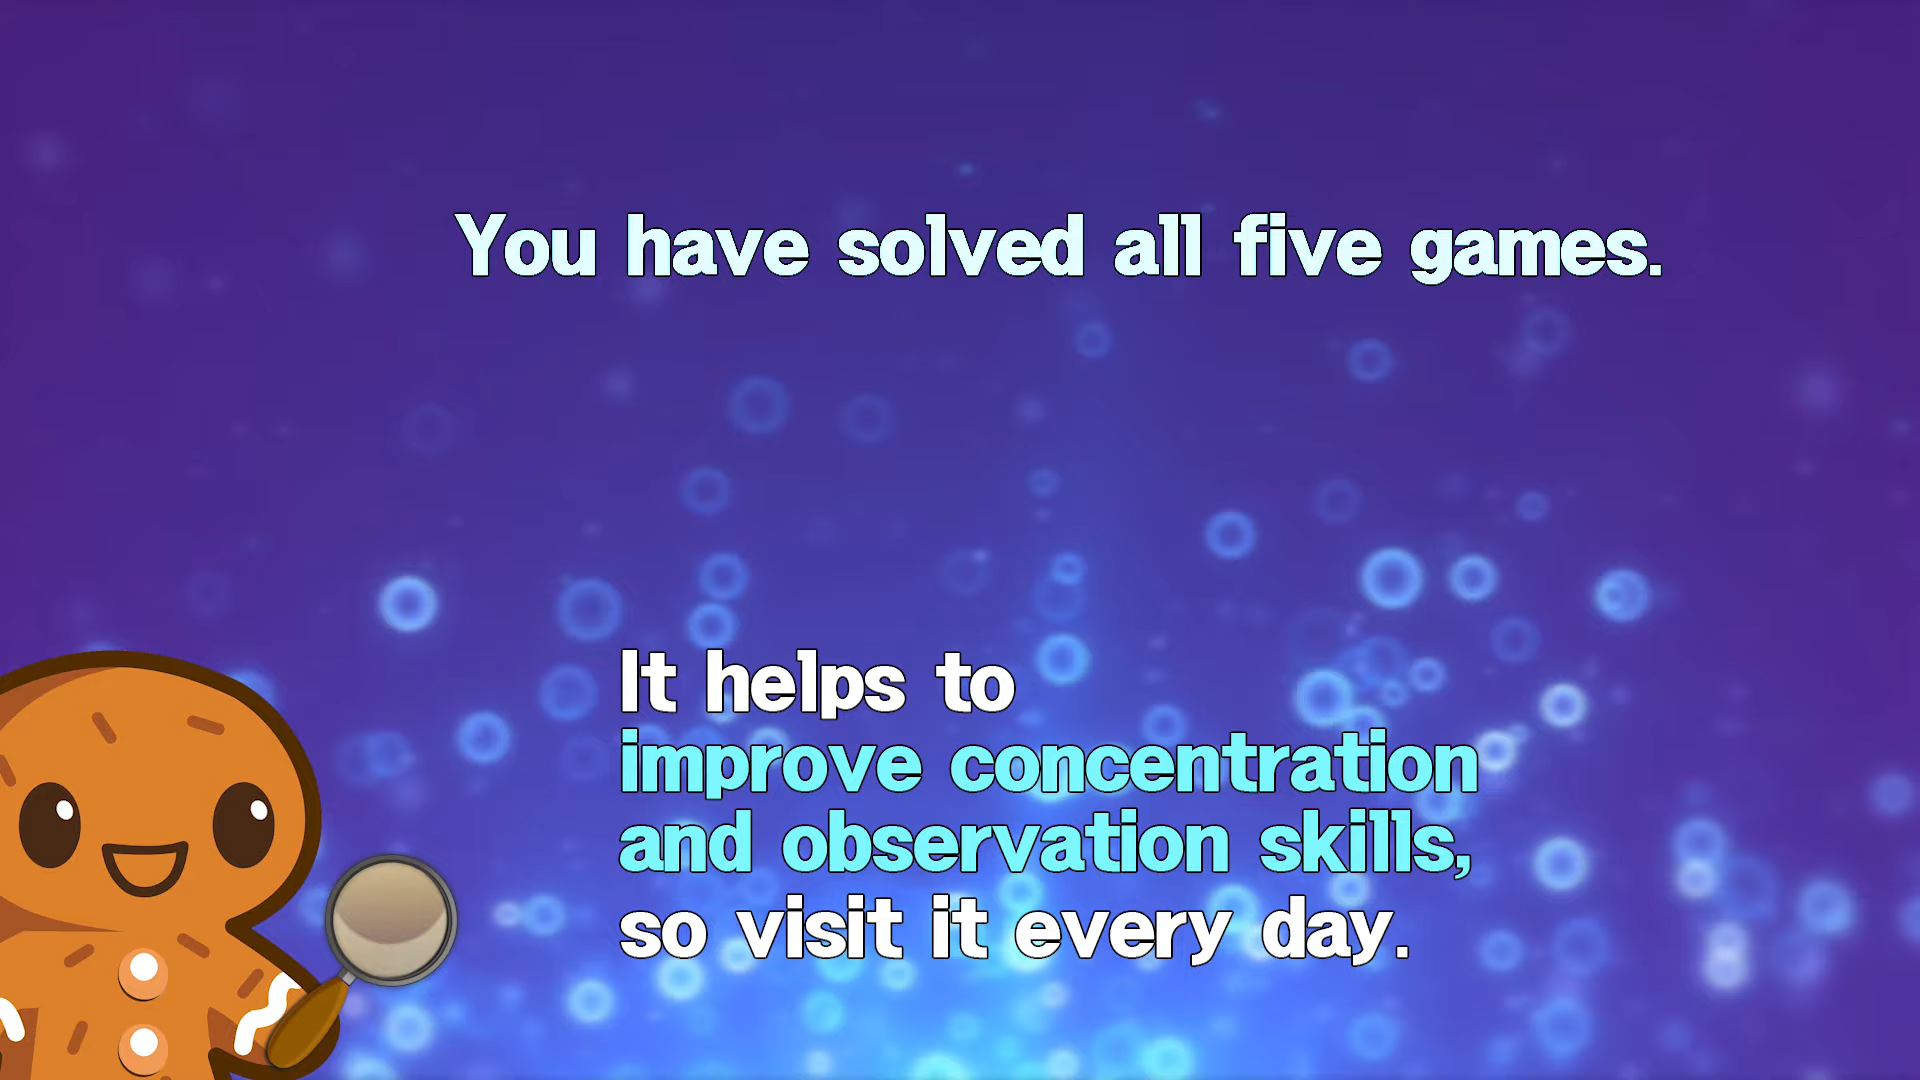 You have solved all five games.
It helps to
improve concentration
and observation skills,
so visit it every day.